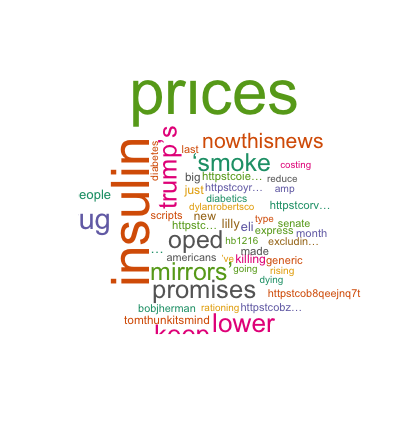 prices
insulin
diabetes
trump's
last
nowthisnews
'smoke
costing
big
httpstcoie…
reduce
eople
just
httpstcoyr…
amp
diabetics
dylanrobertsco
httpstcorv…
ug
scripts
new
type
httpstc…
lilly
eli
senate
express
month
oped
hb1216
excludin…
…
made
americans
've
killing
generic
mirrors'
going
rising
promises
dying
httpstcob8qeejnq7t
bobjherman
rationing
httpstcobz…
tomthunkitsmind
lower
keep